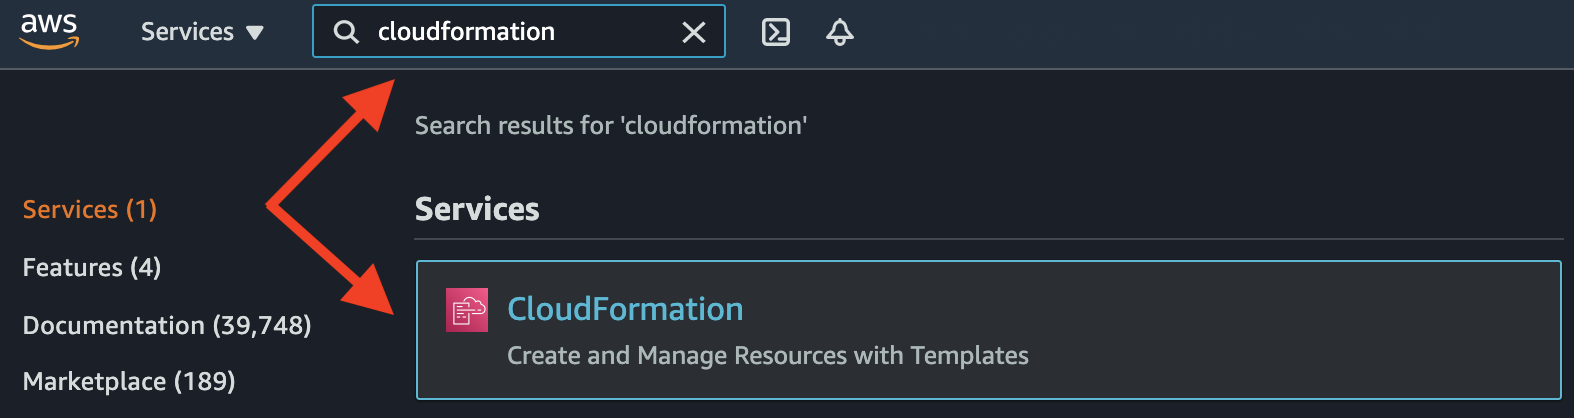 aws
Services
cloudformation
Search results for 'cloudformation'
Services (1)
Features (4)
Documentation (39,748)
Marketplace (189)
Services
CloudFormation
Create and Manage Resources with Templates